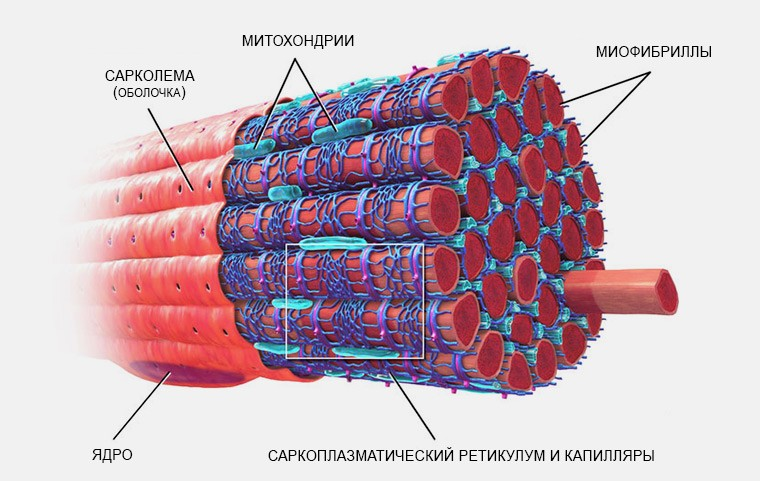 МИТОХОНДРИИ
МИОФИБРИЛЛЫ
САРКОЛЕМА
(ОБОЛОЧКА)
ЯДРО
САРКОПЛАЗМАТИЧЕСКИЙ РЕТИКУЛУМ И КАПИЛЛЯРЫ